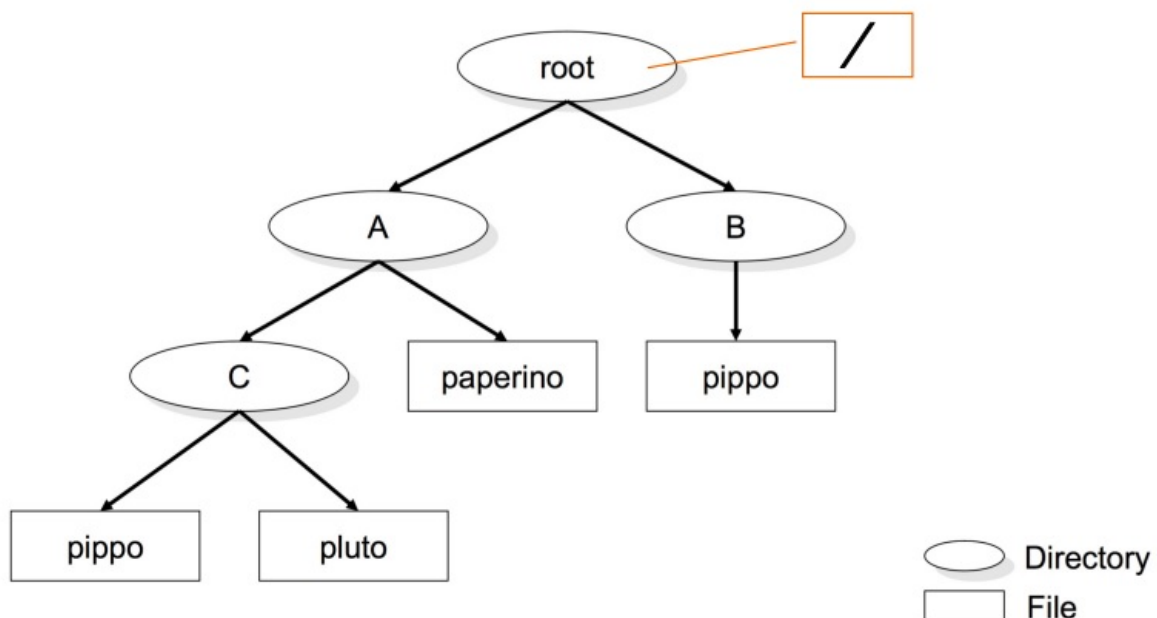 root
/
A
B
C
paperino
pippo
pippo
pluto
Directory
File